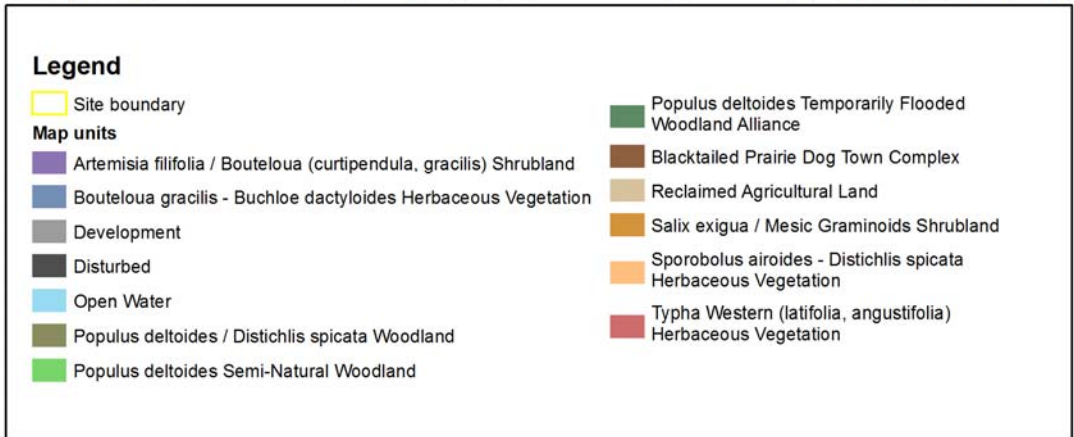 Legend
Site boundary
Map units
Artemisia filifolia / Bouteloua (curtipendula, gracilis) Shrubland
Bouteloua gracilis - Buchloe dactyloides Herbaceous Vegetation
Development
Disturbed
Open Water
Populus deltoides / Distichlis spicata Woodland
Populus deltoides Semi-Natural Woodland
Populus deltoides Temporarily Flooded
Woodland Alliance
Blacktailed Prairie Dog Town Complex
Reclaimed Agricultural Land
Salix exigua / Mesic Graminoids Shrubland
Sporobolus airoides - Distichlis spicata
Herbaceous Vegetation
Typha Western (latifolia, angustifolia)
Herbaceous Vegetation